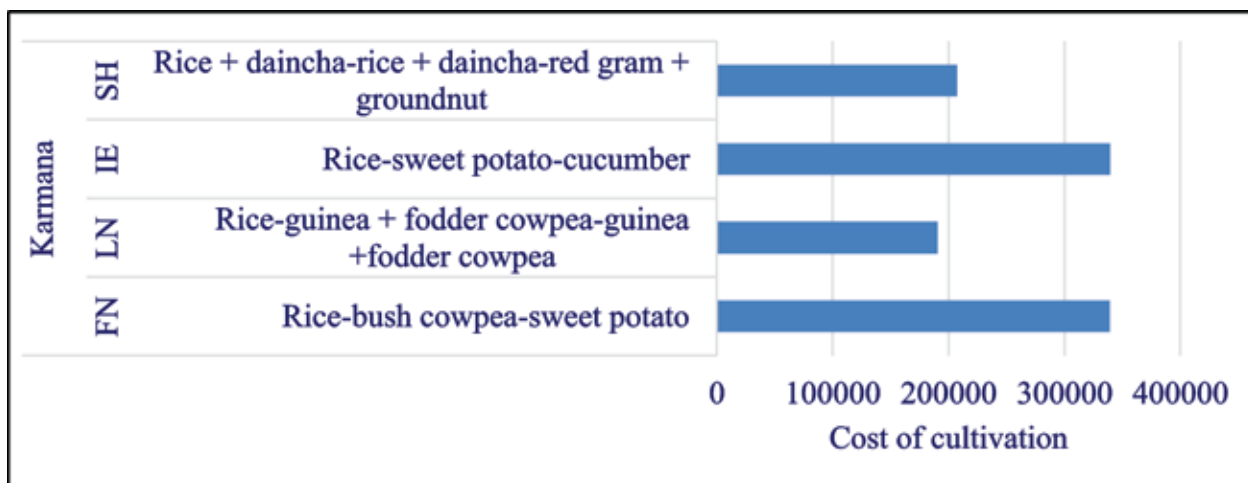 Karmana
SH
Rice + daincha-rice + daincha-red gram +
groundnut
IE
Rice-sweet potato-cucumber
LN
Rice-guinea + fodder cowpea-guinea
+fodder cowpea
FN
Rice-bush cowpea-sweet potato
0 100000 200000 300000 400000
Cost of cultivation